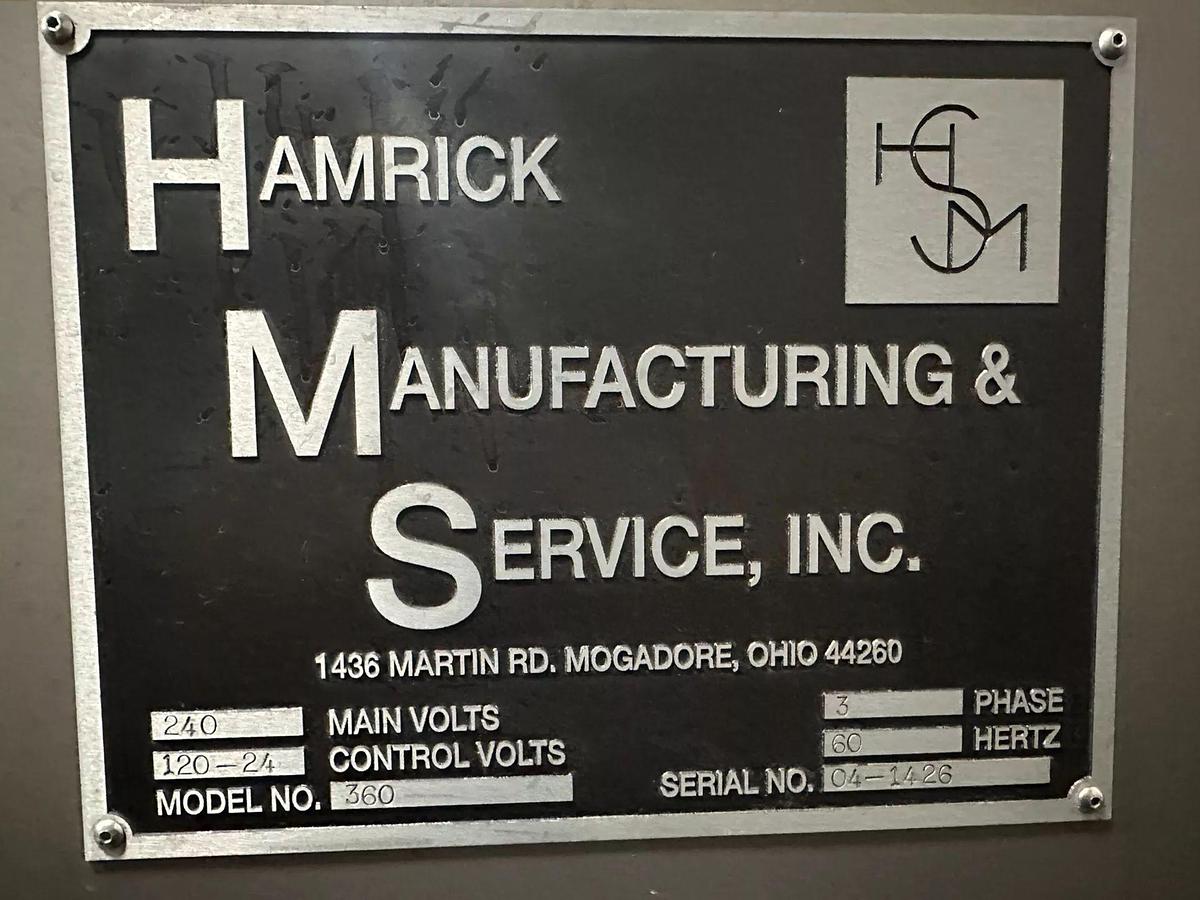 HAMRICK
HSM
MANUFACTURING &
SERVICE, INC.
1436 MARTIN RD. MOGADORE, OHIO 44260
240 MAIN VOLTS
3 PHASE
120-24 CONTROL VOLTS
60 HERTZ
MODEL NO. 360
SERIAL NO. 04-1426